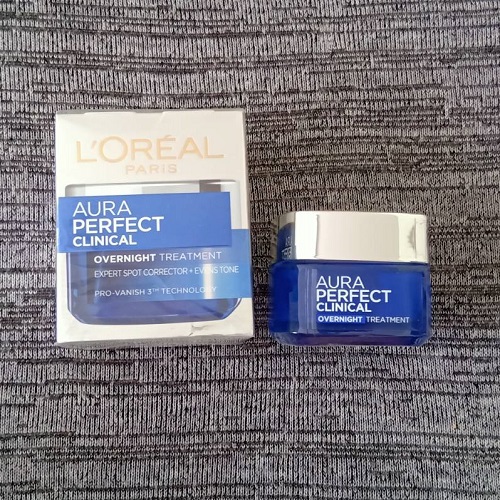 L'ORÉAL
PARIS
AURA
PERFECT
CLINICAL
OVERNIGHT TREATMENT
EXPERT SPOT CORRECTOR + EVENS TONE
PRO-VANISH 3™ TECHNOLOGY
AURA
PERFECT
CLINICAL
OVERNIGHT TREATMENT